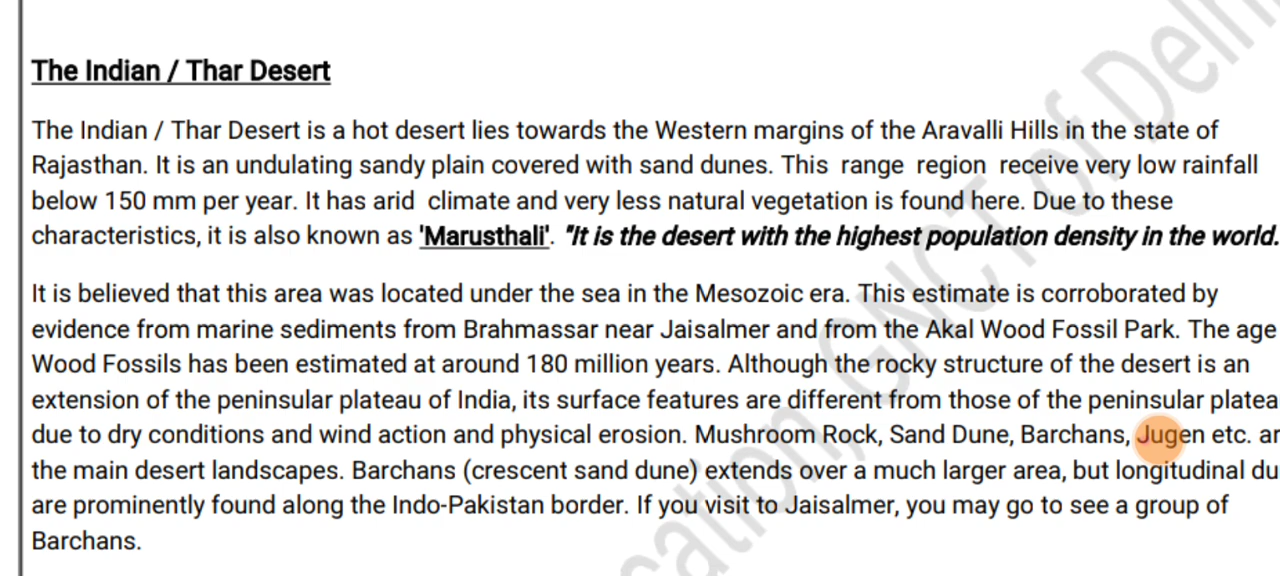 The Indian / Thar Desert
The Indian / Thar Desert is a hot desert lies towards the Western margins of the Aravalli Hills in the state of
Rajasthan. It is an undulating sandy plain covered with sand dunes. This range region receive very low rainfall
below 150 mm per year. It has arid climate and very less natural vegetation is found here. Due to these
characteristics, it is also known as 'Marusthali'. "It is the desert with the highest population density in the world.
It is believed that this area was located under the sea in the Mesozoic era. This estimate is corroborated by
evidence from marine sediments from Brahmassar near Jaisalmer and from the Akal Wood Fossil Park. The age
Wood Fossils has been estimated at around 180 million years. Although the rocky structure of the desert is an
extension of the peninsular plateau of India, its surface features are different from those of the peninsular
due to dry conditions and wind action and physical erosion. Mushroom Rock, Sand Dune, Barchans, Jugen etc.
the main desert landscapes. Barchans (crescent sand dune) extends over a much larger area, but longitudinal
are prominently found along the Indo-Pakistan border. If you visit to Jaisalmer, you may go to see a group of
Barchans.
GNCT of Delhi